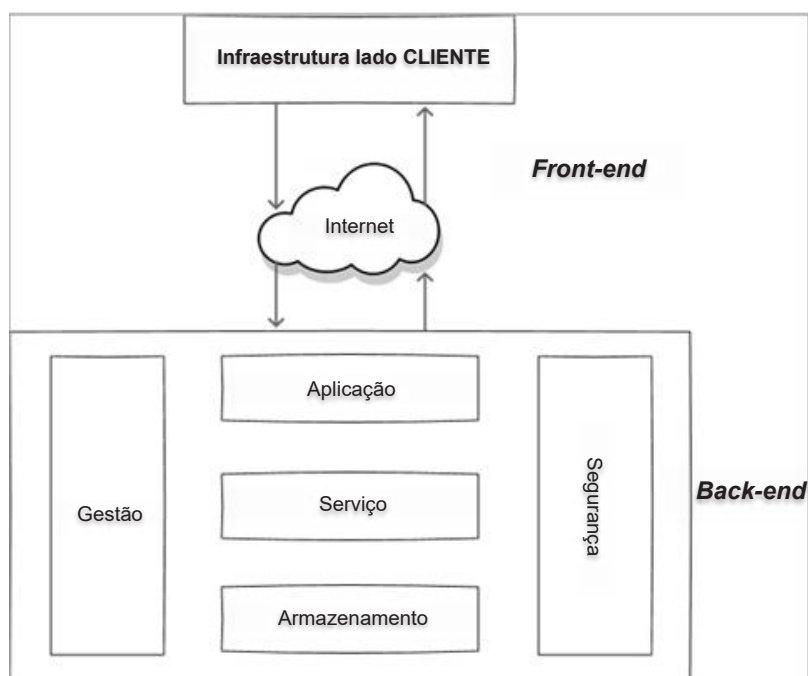 Infraestrutura lado CLIENTE
Front-end
Internet
Aplicação
Gestão
Serviço
Segurança
Back-end
Armazenamento